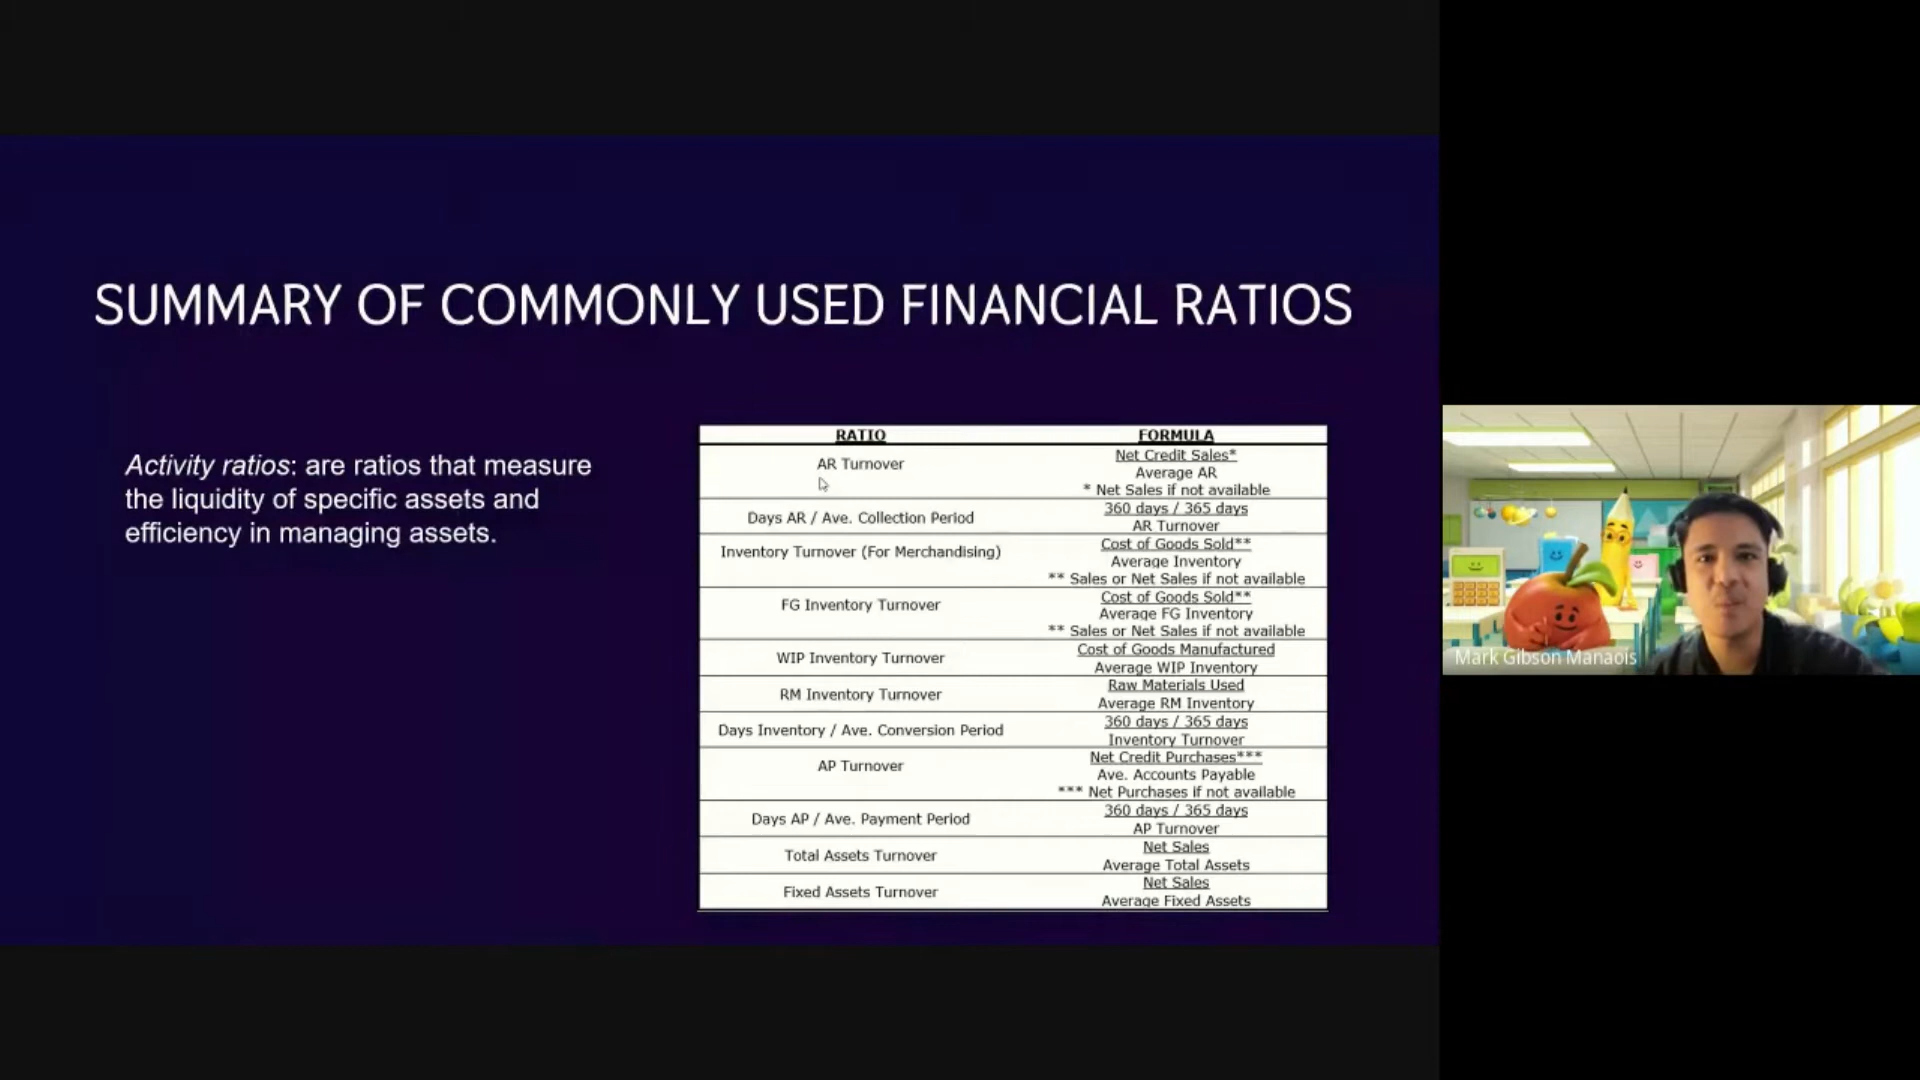 SUMMARY OF COMMONLY USED FINANCIAL RATIOS
Activity ratios: are ratios that measure
the liquidity of specific assets and
efficiency in managing assets.
RATIO FORMULA
AR Turnover
Net Credit Sales*
Average AR
* Net Sales if not available
Days AR / Ave. Collection Period
360 days / 365 days
AR Turnover
Inventory Turnover (For Merchandising)
Cost of Goods Sold**
Average Inventory
** Sales or Net Sales if not available
FG Inventory Turnover
Cost of Goods Sold**
Average FG Inventory
** Sales or Net Sales if not available
WIP Inventory Turnover
Cost of Goods Manufactured
Average WIP Inventory
RM Inventory Turnover
Raw Materials Used
Average RM Inventory
Days Inventory / Ave. Conversion Period
360 days / 365 days
Inventory Turnover
AP Turnover
Net Credit Purchases***
Ave. Accounts Payable
*** Net Purchases if not available
Days AP / Ave. Payment Period
360 days / 365 days
AP Turnover
Total Assets Turnover
Net Sales
Average Total Assets
Fixed Assets Turnover
Net Sales
Average Fixed Assets
Mark Gibson Manaois